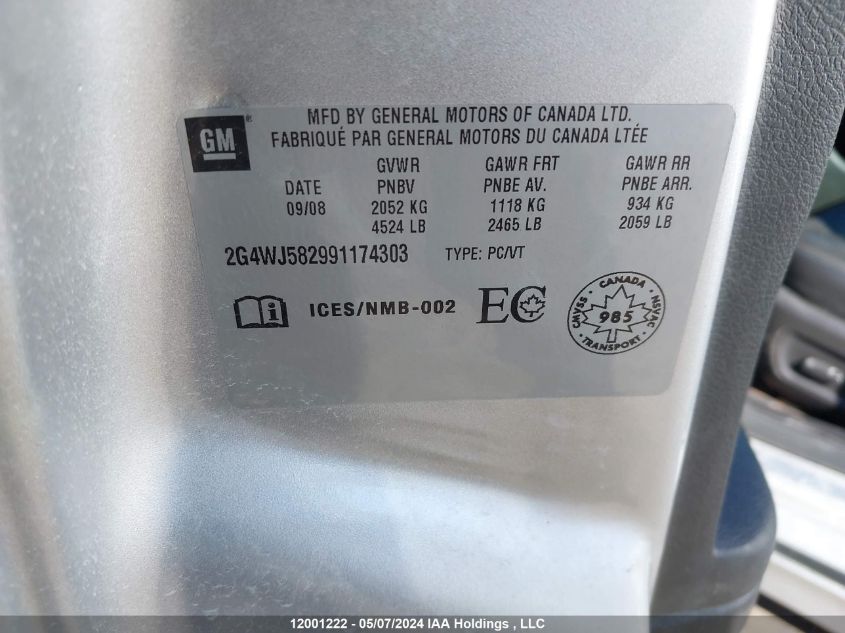 GM
MFD BY GENERAL MOTORS OF CANADA LTD.
FABRIQUÉ PAR GENERAL MOTORS DU CANADA LTÉE
GVWR GAWR FRT GAWR RR
DATE PNBV PNBE AV. PNBE ARR.
09/08 2052 KG 1118 KG 934 KG
4524 LB 2465 LB 2059 LB
2G4WJ582991174303 TYPE: PC/VT
i ICES/NMB-002 EC
CANADA
CMVSS 985 NSVAC
TRANSPORT
12001222 - 05/07/2024 IAA Holdings , LLC